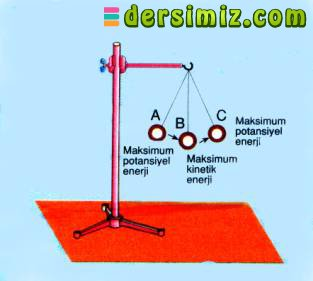 dersimiz.com
A
B
C
Maksimum
potansiyel
enerji
Maksimum
kinetik
enerji
Maksimum
potansiyel
enerji